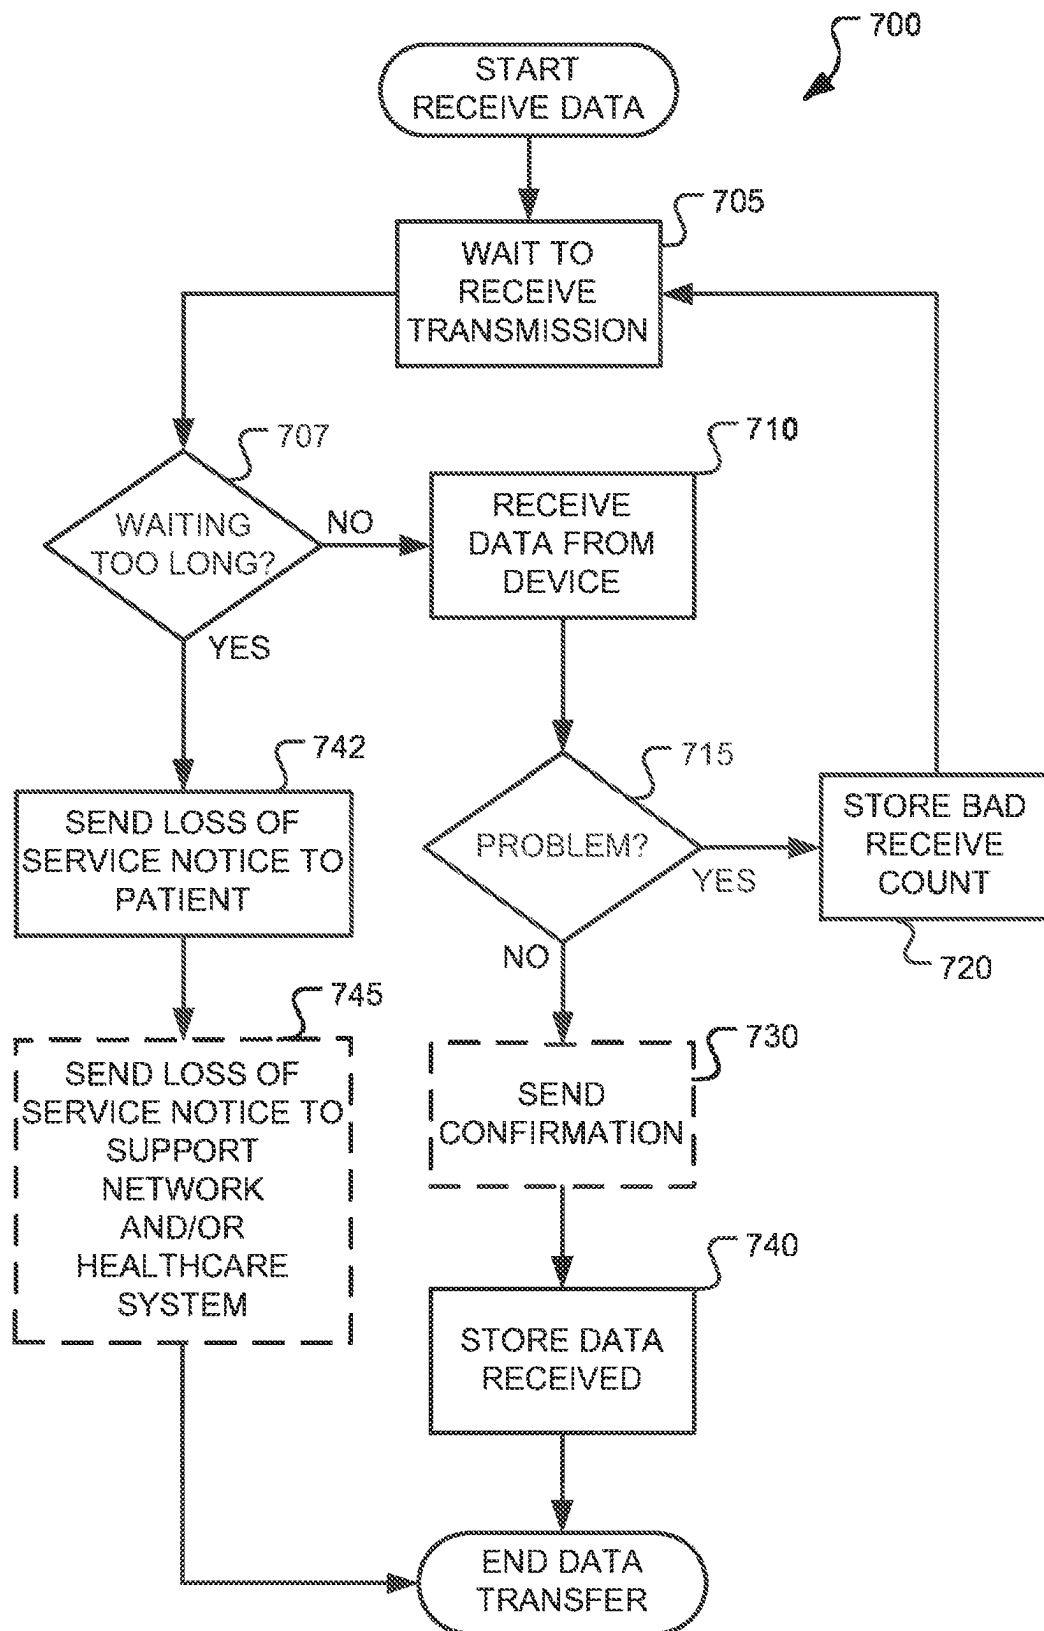 700
START
RECEIVE DATA
705
WAIT TO
RECEIVE
TRANSMISSION
707
WAITING
TOO LONG?
NO
YES
710
RECEIVE
DATA FROM
DEVICE
715
PROBLEM?
YES
NO
STORE BAD
RECEIVE
COUNT
720
742
SEND LOSS OF
SERVICE NOTICE TO
PATIENT
745
SEND LOSS OF
SERVICE NOTICE TO
SUPPORT
NETWORK
AND/OR
HEALTHCARE
SYSTEM
730
SEND
CONFIRMATION
740
STORE DATA
RECEIVED
END DATA
TRANSFER